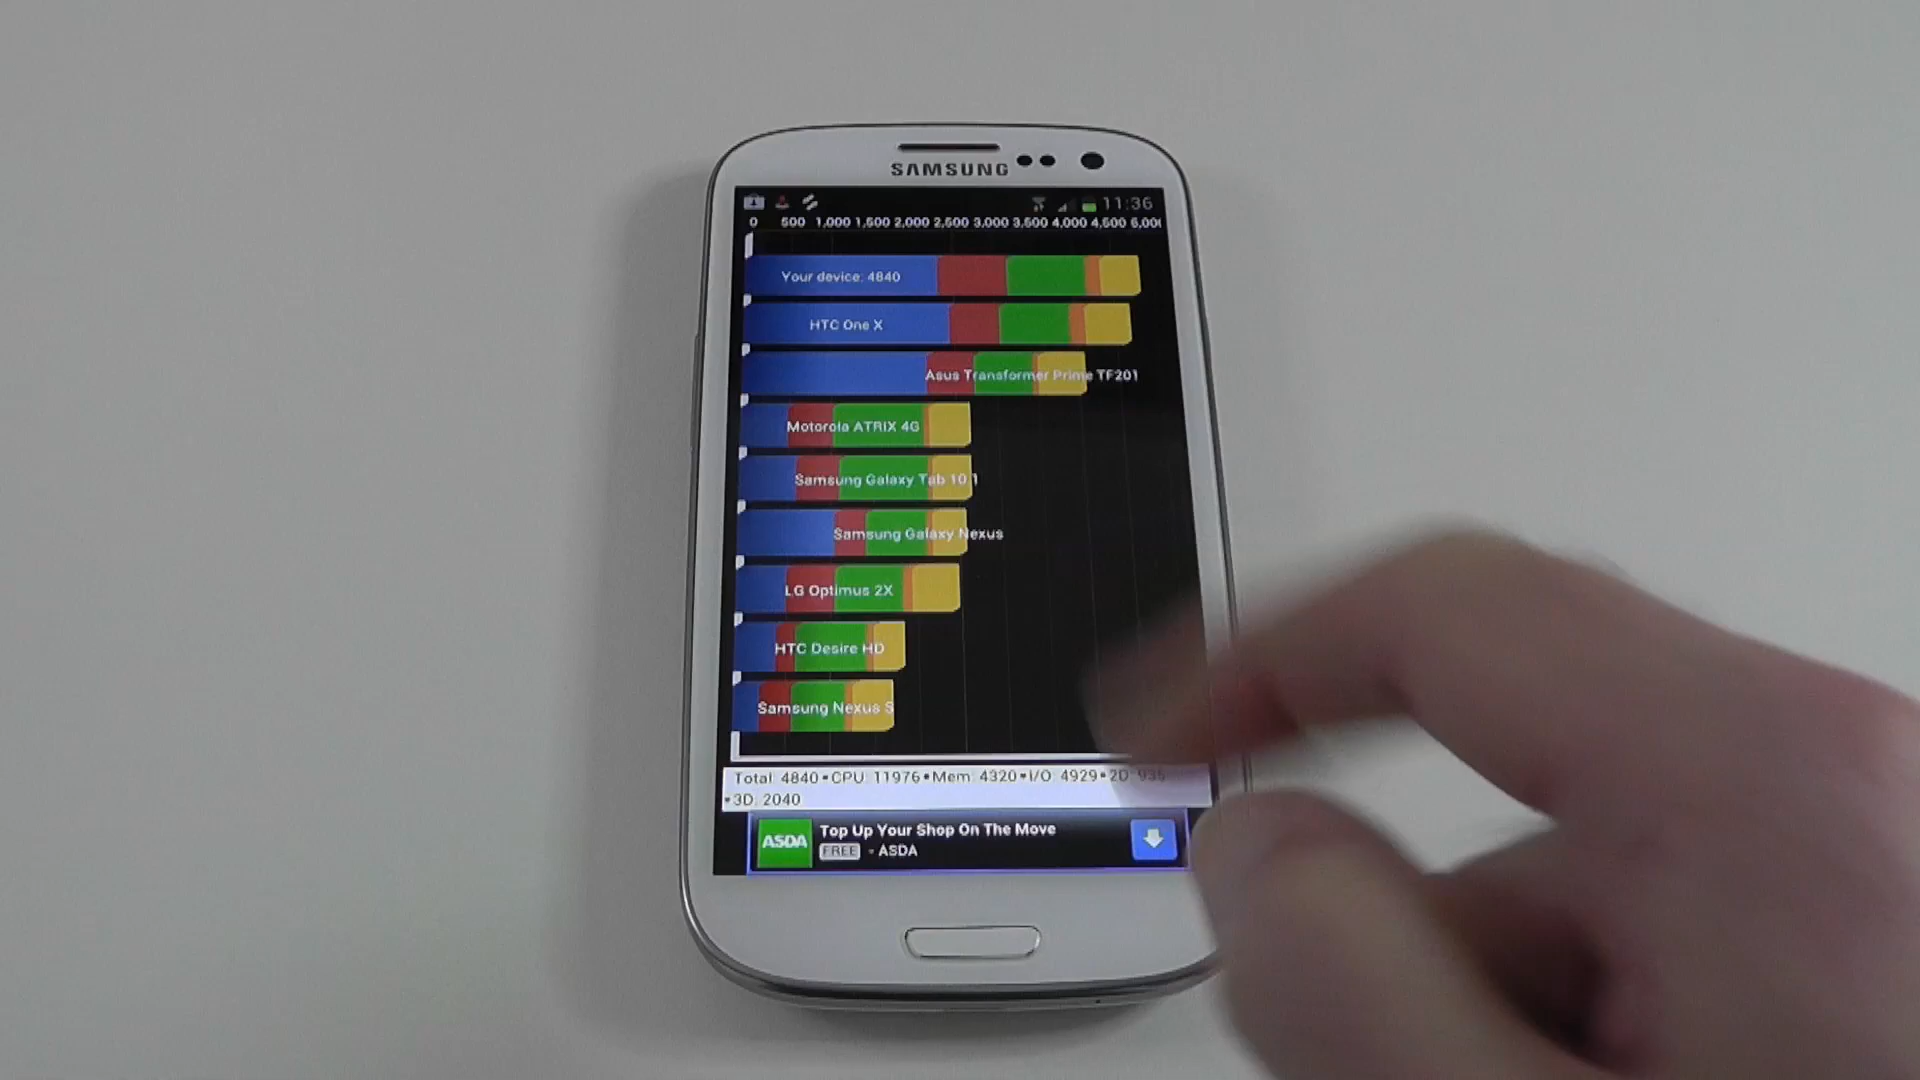 SAMSUNG
11:36
0 500 1,000 1,500 2,000 2,500 3,000 3,500 4,000 4,500 5,000
Your device: 4840
HTC One X
Asus Transformer Prime TF201
Motorola ATRIX 4G
Samsung Galaxy Tab 10.1
Samsung Galaxy Nexus
LG Optimus 2X
HTC Desire HD
Samsung Nexus S
Total: 4840•CPU: 11976•Mem: 4320•I/O: 4929•2D: 935
•3D: 2040
ASDA
Top Up Your Shop On The Move
FREE - ASDA